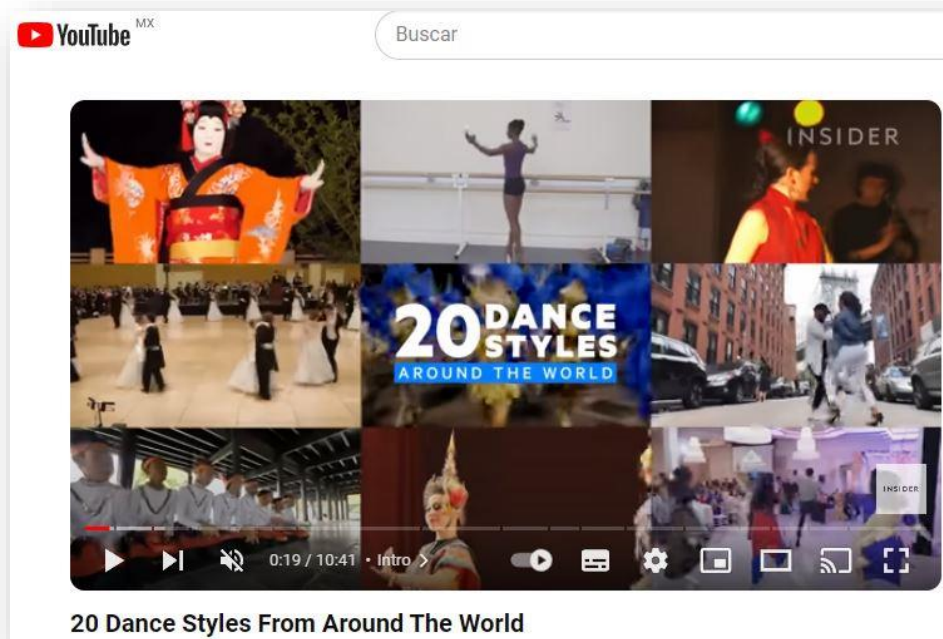 YouTube MX
Buscar
INSIDER
20 DANCE
STYLES
AROUND THE WORLD
INSIDER
0:19 / 10:41 • Intro
20 Dance Styles From Around The World